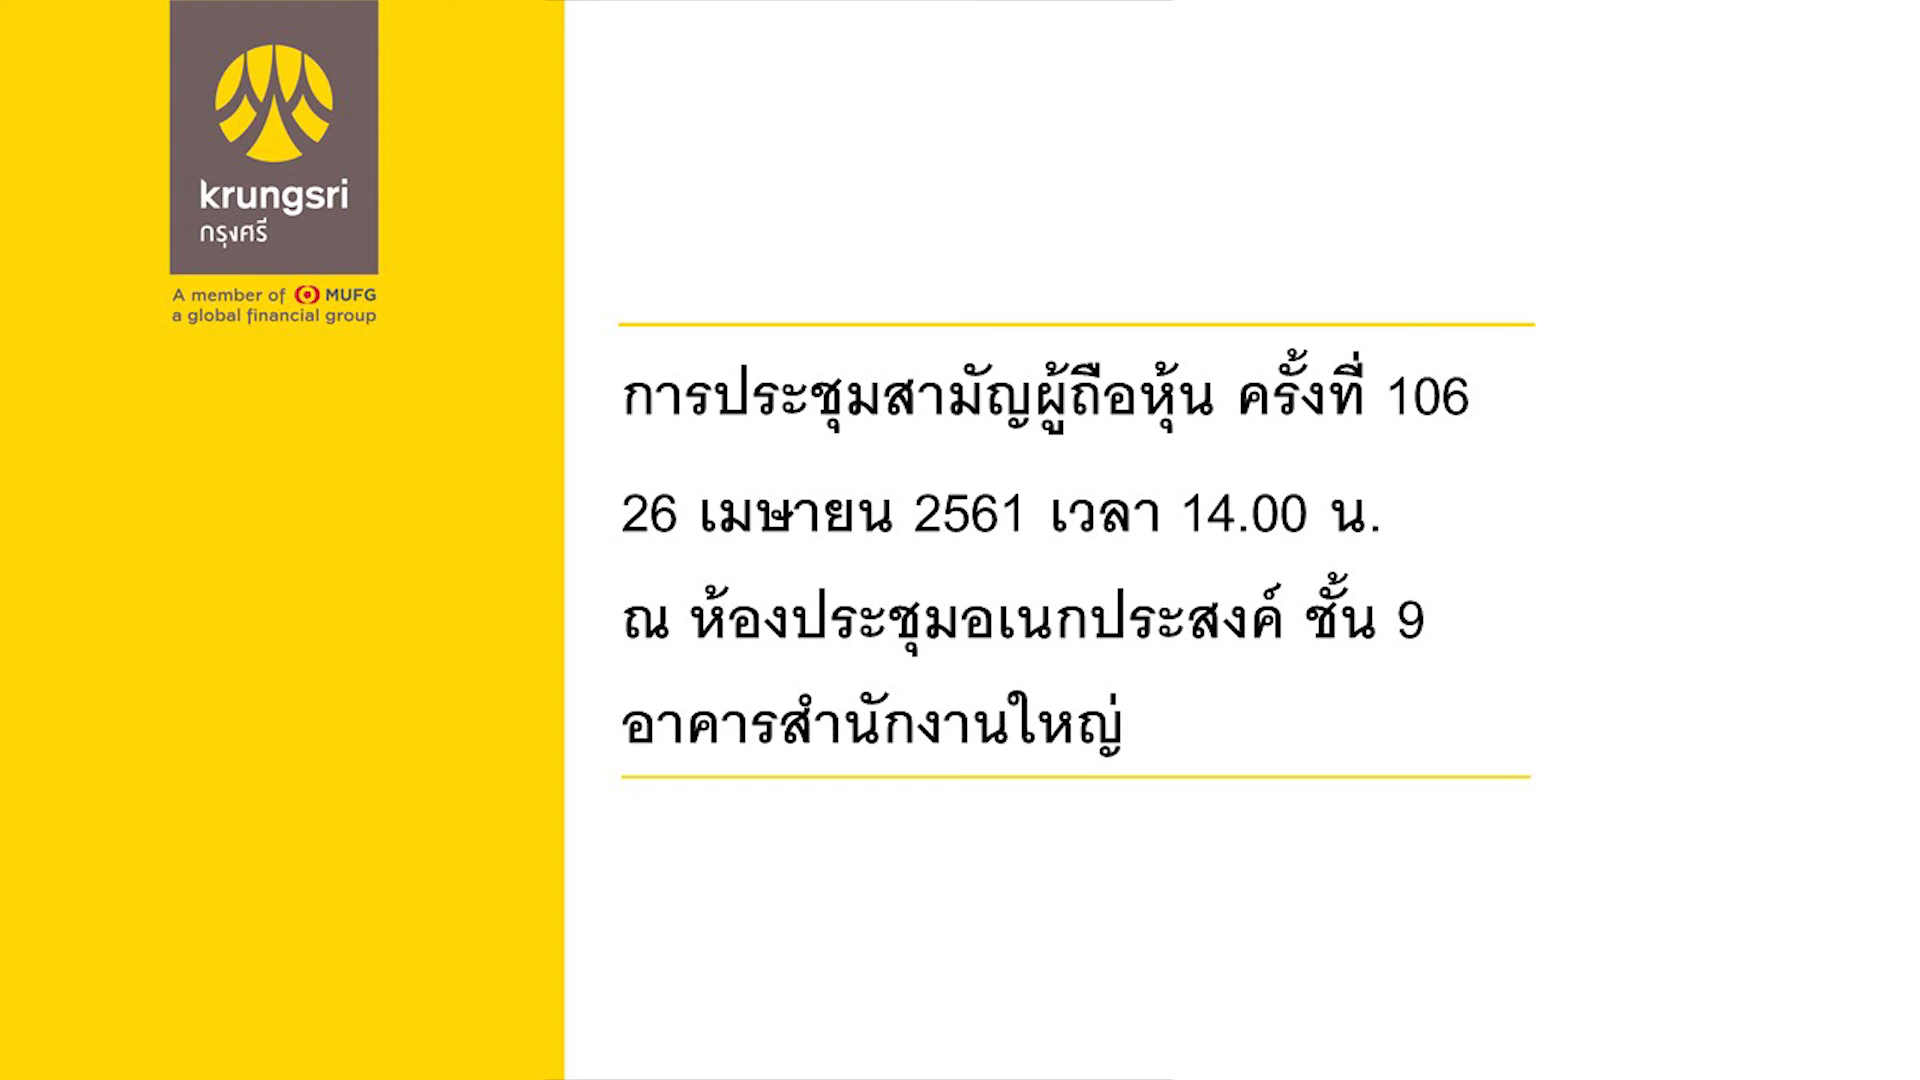 krungsri
กรุงศรี
A member of MUFG
a global financial group
การประชุมสามัญผู้ถือหุ้น ครั้งที่ 106
26 เมษายน 2561 เวลา 14.00 น.
ณ ห้องประชุมอเนกประสงค์ ชั้น 9
อาคารสำนักงานใหญ่